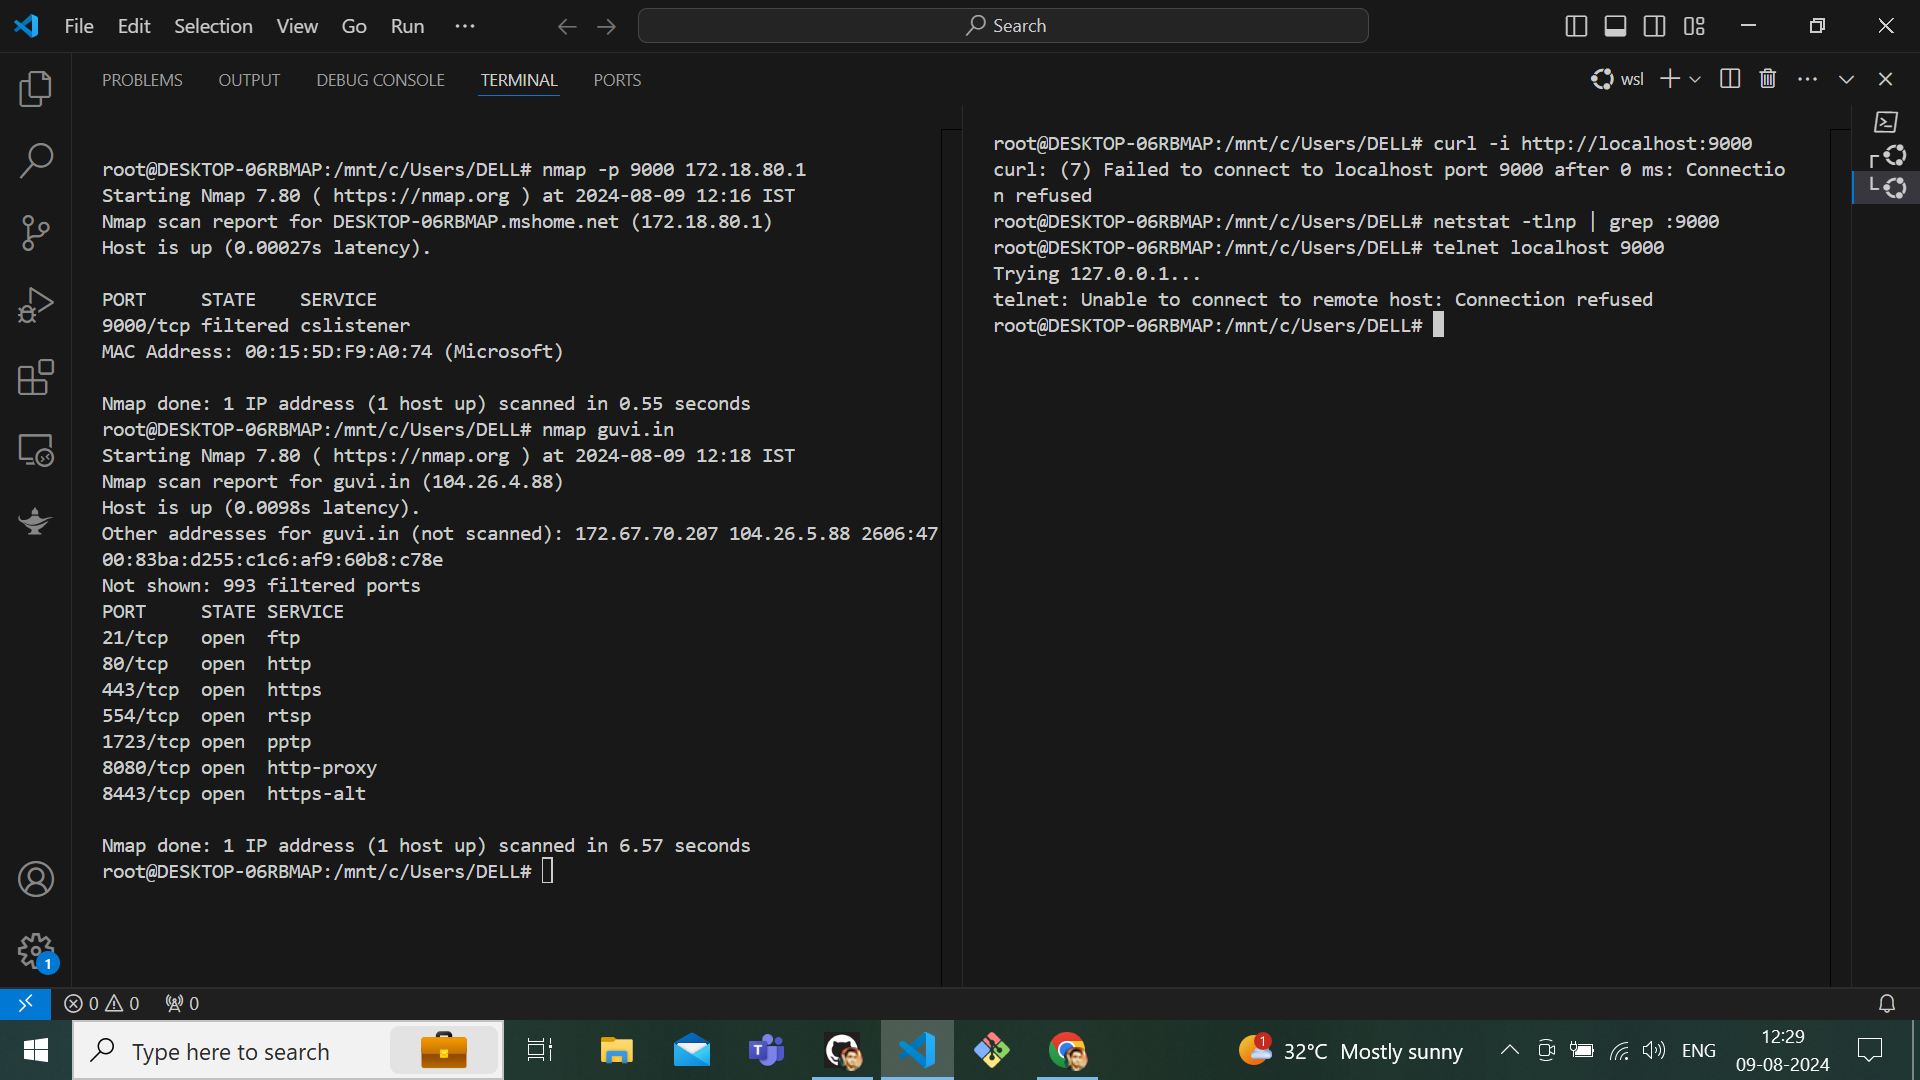 File Edit Selection View Go Run ... Search
PROBLEMS OUTPUT DEBUG CONSOLE TERMINAL PORTS wsl
root@DESKTOP-06RBMAP:/mnt/c/Users/DELL# nmap -p 9000 172.18.80.1
Starting Nmap 7.80 ( https://nmap.org ) at 2024-08-09 12:16 IST
Nmap scan report for DESKTOP-06RBMAP.mshome.net (172.18.80.1)
Host is up (0.00027s latency).
PORT     STATE    SERVICE
9000/tcp filtered cslistener
MAC Address: 00:15:5D:F9:A0:74 (Microsoft)
Nmap done: 1 IP address (1 host up) scanned in 0.55 seconds
root@DESKTOP-06RBMAP:/mnt/c/Users/DELL# nmap guvi.in
Starting Nmap 7.80 ( https://nmap.org ) at 2024-08-09 12:18 IST
Nmap scan report for guvi.in (104.26.4.88)
Host is up (0.0098s latency).
Other addresses for guvi.in (not scanned): 172.67.70.207 104.26.5.88 2606:47
00:83ba:d255:c1c6:af9:60b8:c78e
Not shown: 993 filtered ports
PORT     STATE SERVICE
21/tcp   open  ftp
80/tcp   open  http
443/tcp  open  https
554/tcp  open  rtsp
1723/tcp open  pptp
8080/tcp open  http-proxy
8443/tcp open  https-alt
Nmap done: 1 IP address (1 host up) scanned in 6.57 seconds
root@DESKTOP-06RBMAP:/mnt/c/Users/DELL#
root@DESKTOP-06RBMAP:/mnt/c/Users/DELL# curl -i http://localhost:9000
curl: (7) Failed to connect to localhost port 9000 after 0 ms: Connectio
n refused
root@DESKTOP-06RBMAP:/mnt/c/Users/DELL# netstat -tlnp | grep :9000
root@DESKTOP-06RBMAP:/mnt/c/Users/DELL# telnet localhost 9000
Trying 127.0.0.1...
telnet: Unable to connect to remote host: Connection refused
root@DESKTOP-06RBMAP:/mnt/c/Users/DELL#
1
0 0 0
Type here to search 1 32°C Mostly sunny ENG 12:29
09-08-2024